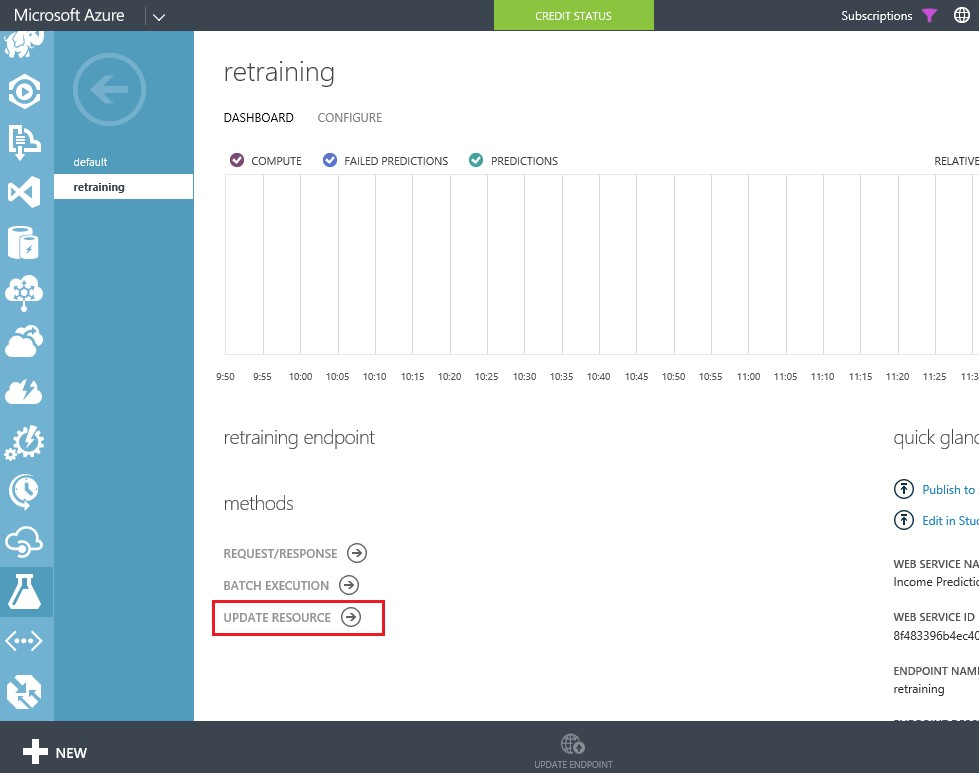 Microsoft Azure
CREDIT STATUS
Subscriptions
default
retraining
retraining
DASHBOARD CONFIGURE
COMPUTE FAILED PREDICTIONS PREDICTIONS RELATIVE
9:50 9:55 10:00 10:05 10:10 10:15 10:20 10:25 10:30 10:35 10:40 10:45 10:50 10:55 11:00 11:05 11:10 11:15 11:20 11:25 11:3
retraining endpoint
methods
REQUEST/RESPONSE
BATCH EXECUTION
UPDATE RESOURCE
quick glanc
Publish to
Edit in Stu
WEB SERVICE NA
Income Predictio
WEB SERVICE ID
8f483396b4ec40
ENDPOINT NAM
retraining
NEW
UPDATE ENDPOINT